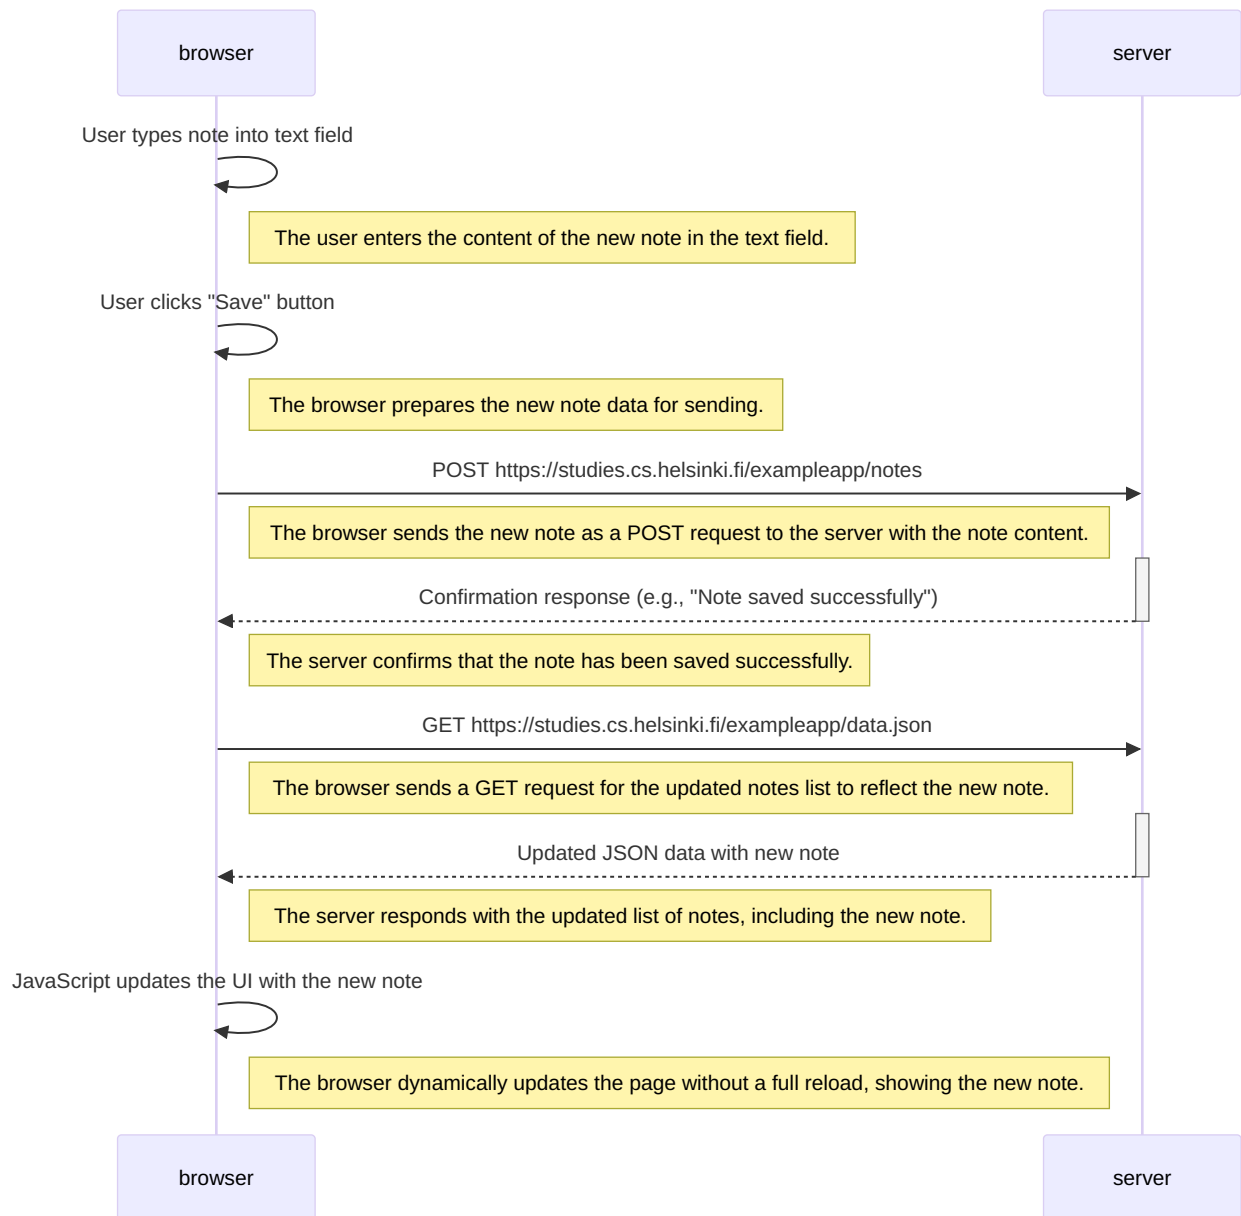 browser
server
User types note into text field
The user enters the content of the new note in the text field.
User clicks "Save" button
The browser prepares the new note data for sending.
POST https://studies.cs.helsinki.fi/exampleapp/notes
The browser sends the new note as a POST request to the server with the note content.
Confirmation response (e.g., "Note saved successfully")
The server confirms that the note has been saved successfully.
GET https://studies.cs.helsinki.fi/exampleapp/data.json
The browser sends a GET request for the updated notes list to reflect the new note.
Updated JSON data with new note
The server responds with the updated list of notes, including the new note.
JavaScript updates the UI with the new note
The browser dynamically updates the page without a full reload, showing the new note.
browser
server